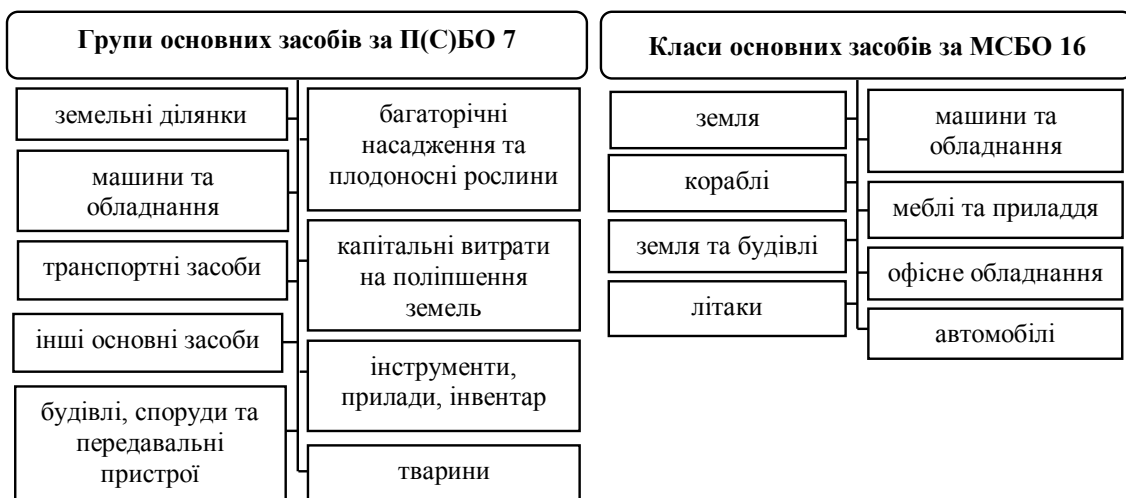 Групи основних засобів за П(С)БО 7
земельні ділянки
машини та
обладнання
транспортні засоби
інші основні засоби
будівлі, споруди та
передавальні
пристрої
багаторічні
насадження та
плодоносні рослини
капітальні витрати
на поліпшення
земель
інструменти,
прилади, інвентар
тварини
Класи основних засобів за МСБО 16
земля
кораблі
земля та будівлі
літаки
машини та
обладнання
меблі та приладдя
офісне обладнання
автомобілі